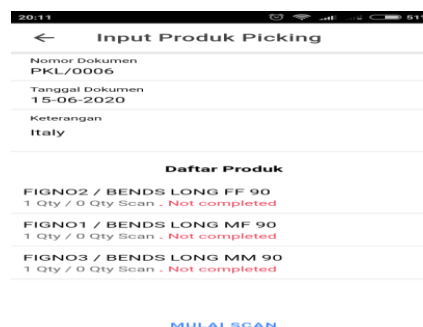 20:11
51%
← Input Produk Picking
Nomor Dokumen
PKL/0006
Tanggal Dokumen
15-06-2020
Keterangan
Italy
Daftar Produk
FIGNO2 / BENDS LONG FF 90
1 Qty / 0 Qty Scan . Not completed
FIGNO1 / BENDS LONG MF 90
1 Qty / 0 Qty Scan . Not completed
FIGNO3 / BENDS LONG MM 90
1 Qty / 0 Qty Scan . Not completed
MULAI SCAN